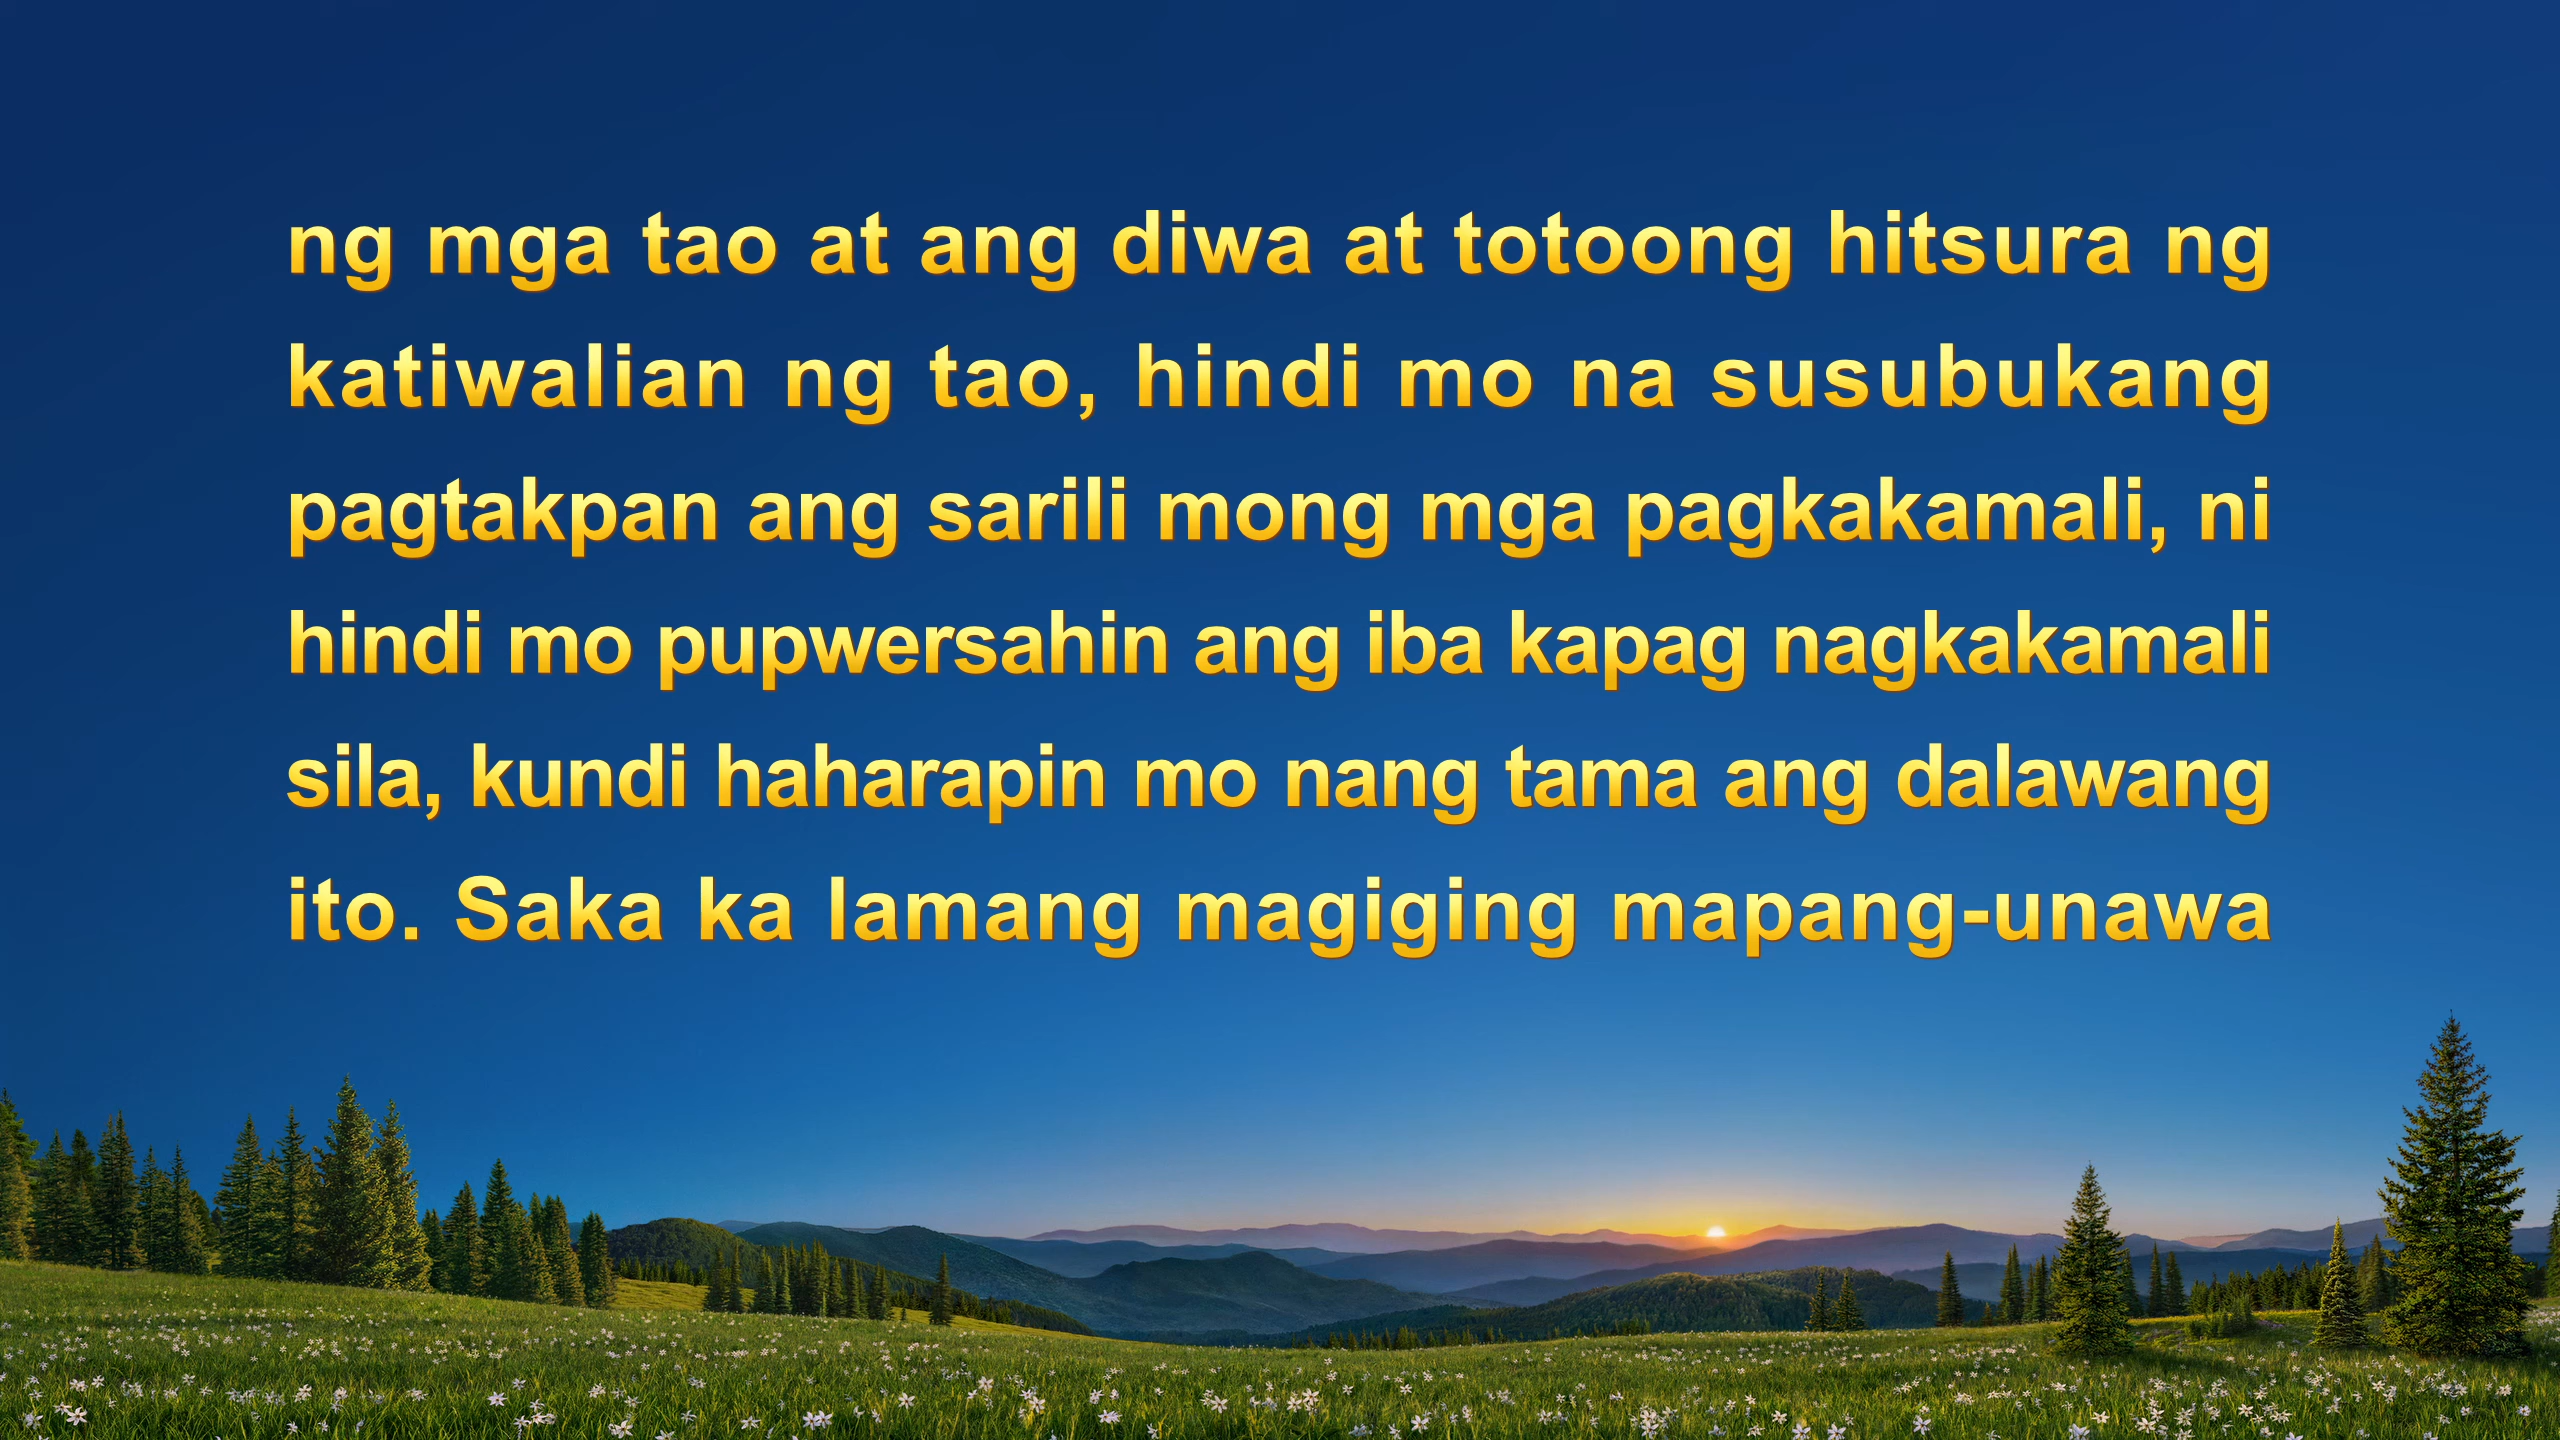 ng mga tao at ang diwa at totoong hitsura ng
katiwalian ng tao, hindi mo na susubukang
pagtakpan ang sarili mong mga pagkakamali, ni
hindi mo pupwersahin ang iba kapag nagkakamali
sila, kundi haharapin mo nang tama ang dalawang
ito. Saka ka lamang magiging mapang-unawa